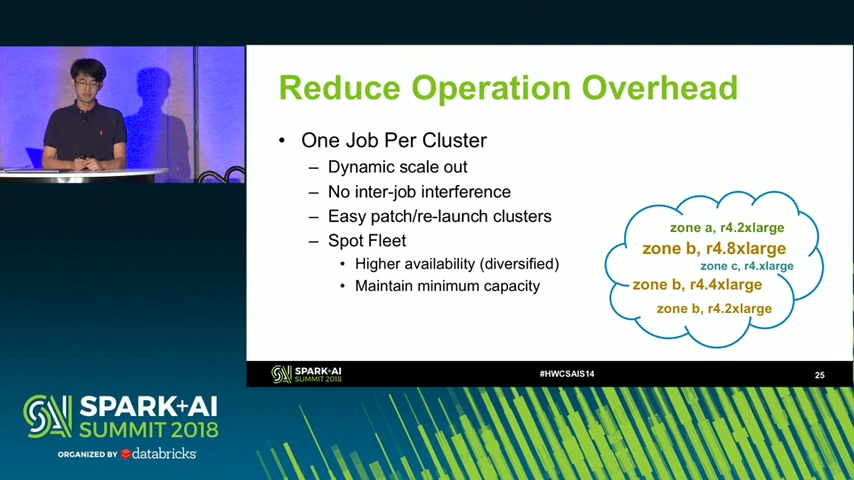 Reduce Operation Overhead
• One Job Per Cluster
– Dynamic scale out
– No inter-job interference
– Easy patch/re-launch clusters
– Spot Fleet
• Higher availability (diversified)
• Maintain minimum capacity
zone a, r4.2xlarge
zone b, r4.8xlarge
zone c, r4.xlarge
zone b, r4.4xlarge
zone b, r4.2xlarge
SPARK+AI
SUMMIT 2018
#HWCSAIS14
25
SPARK+AI
SUMMIT 2018
ORGANIZED BY databricks